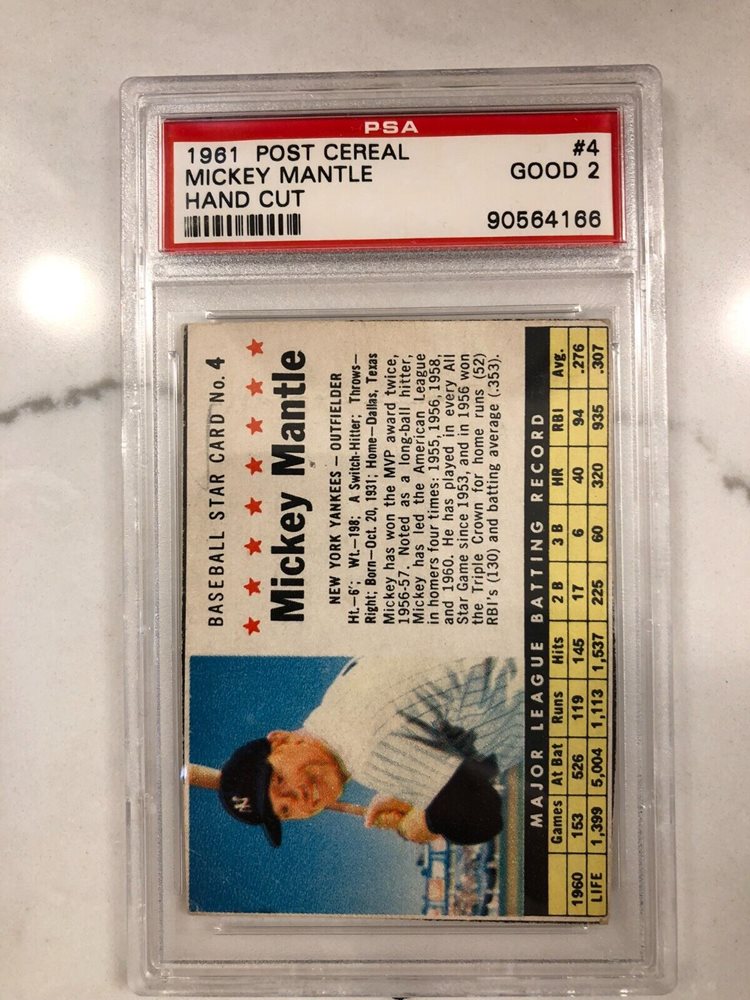 PSA
1961 POST CEREAL #4
MICKEY MANTLE GOOD 2
HAND CUT
90564166
BASEBALL STAR CARD No. 4
Mickey Mantle
NEW YORK YANKEES — OUTFIELDER
Ht.—6'; Wt.—198; A Switch-Hitter; Throws—
Right; Born—Oct. 20, 1931; Home—Dallas, Texas
Mickey has won the MVP award twice,
1956-57. Noted as a long-ball hitter,
Mickey has led the American League
in homers four times: 1955, 1956, 1958,
and 1960. He has played in every All
Star Game since 1953, and in 1956 won
the Triple Crown for home runs (52)
RBI's (130) and batting average (.353).
NY
MAJOR LEAGUE BATTING RECORD
Games At Bat Runs Hits 2 B 3 B HR RBI Avg.
1960 153 526 119 145 17 6 40 94 .276
LIFE 1,399 5,004 1,113 1,537 225 60 320 935 .307